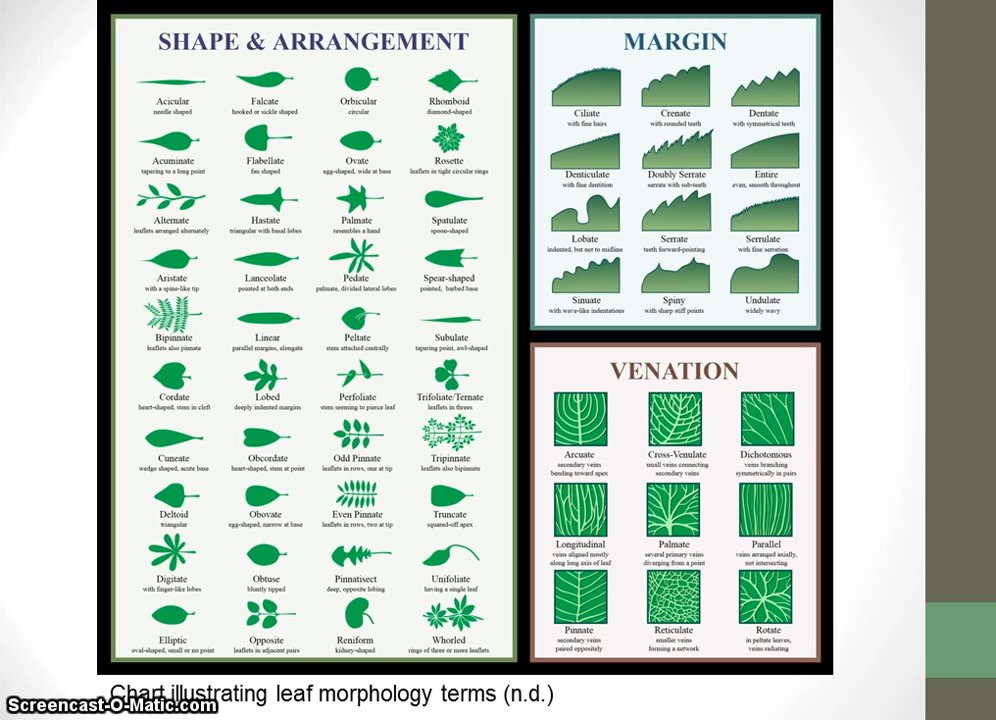 SHAPE & ARRANGEMENT
Acicular
needle shaped
Falcate
hooked or sickle shaped
Orbicular
circular
Rhomboid
diamond-shaped
Acuminate
tapering to a long point
Flabellate
fan shaped
Ovate
egg-shaped, wide at base
Rosette
leaflets in tight circular rings
Alternate
leaflets arranged alternately
Hastate
triangular with basal lobes
Palmate
resembles a hand
Spatulate
spoon-shaped
Aristate
with a spine-like tip
Lanceolate
pointed at both ends
Pedate
palmate, divided lateral lobes
Spear-shaped
pointed, barbed base
Bipinnate
leaflets also pinnate
Linear
parallel margins, elongate
Peltate
stem attached centrally
Subulate
tapering point, awl-shaped
Cordate
heart-shaped, stem in cleft
Lobed
deeply indented margins
Perfoliate
stem seeming to pierce leaf
Trifoliate/Ternate
leaflets in threes
Cuneate
wedge shaped, acute base
Obcordate
heart-shaped, stem at point
Odd Pinnate
leaflets in rows, one at tip
Tripinnate
leaflets also bipinnate
Deltoid
triangular
Obovate
egg-shaped, narrow at base
Even Pinnate
leaflets in rows, two at tip
Truncate
squared-off apex
Digitate
with finger-like lobes
Obtuse
bluntly tipped
Pinnatisect
deep, opposite lobing
Unifoliate
having a single leaf
Elliptic
oval-shaped, small or no point
Opposite
leaflets in adjacent pairs
Reniform
kidney-shaped
Whorled
rings of three or more leaflets
MARGIN
Ciliate
with fine hairs
Crenate
with rounded teeth
Dentate
with symmetrical teeth
Denticulate
with fine dentition
Doubly Serrate
serrate with sub-teeth
Entire
even, smooth throughout
Lobate
indented, but not to midline
Serrate
teeth forward-pointing
Serrulate
with fine serration
Sinuate
with wave-like indentations
Spiny
with sharp stiff points
Undulate
widely wavy
VENATION
Arcuate
secondary veins
bending toward apex
Cross-Venulate
small veins connecting
secondary veins
Dichotomous
veins branching
symmetrically in pairs
Longitudinal
veins aligned mostly
along long axis of leaf
Palmate
several primary veins
diverging from a point
Parallel
veins arranged axially,
not intersecting
Pinnate
secondary veins
paired oppositely
Reticulate
smaller veins
forming a network
Rotate
in peltate leaves,
veins radiating
Chart illustrating leaf morphology terms (n.d.)
Screencast-O-Matic.com